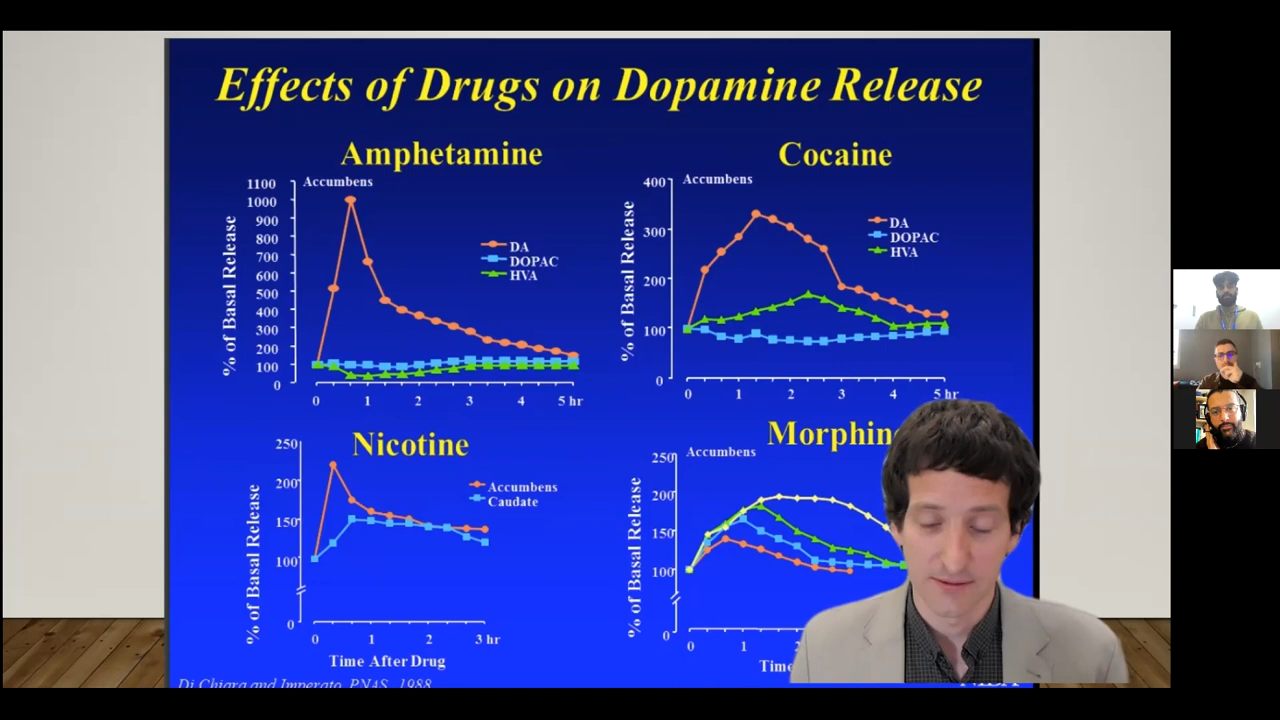 Effects of Drugs on Dopamine Release
Amphetamine
Accumbens
% of Basal Release
1100
1000
900
800
700
600
500
400
300
200
100
0
DA
DOPAC
HVA
0 1 2 3 4 5 hr
Cocaine
Accumbens
% of Basal Release
400
300
200
100
0
DA
DOPAC
HVA
0 1 2 3 4 5 hr
Nicotine
% of Basal Release
250
200
150
100
0
Accumbens
Caudate
0 1 2 3 hr
Time After Drug
Morphin
Accumbens
% of Basal Release
250
200
150
100
0
0 1
Time
Di Chiara and Imperato, PNAS, 1988